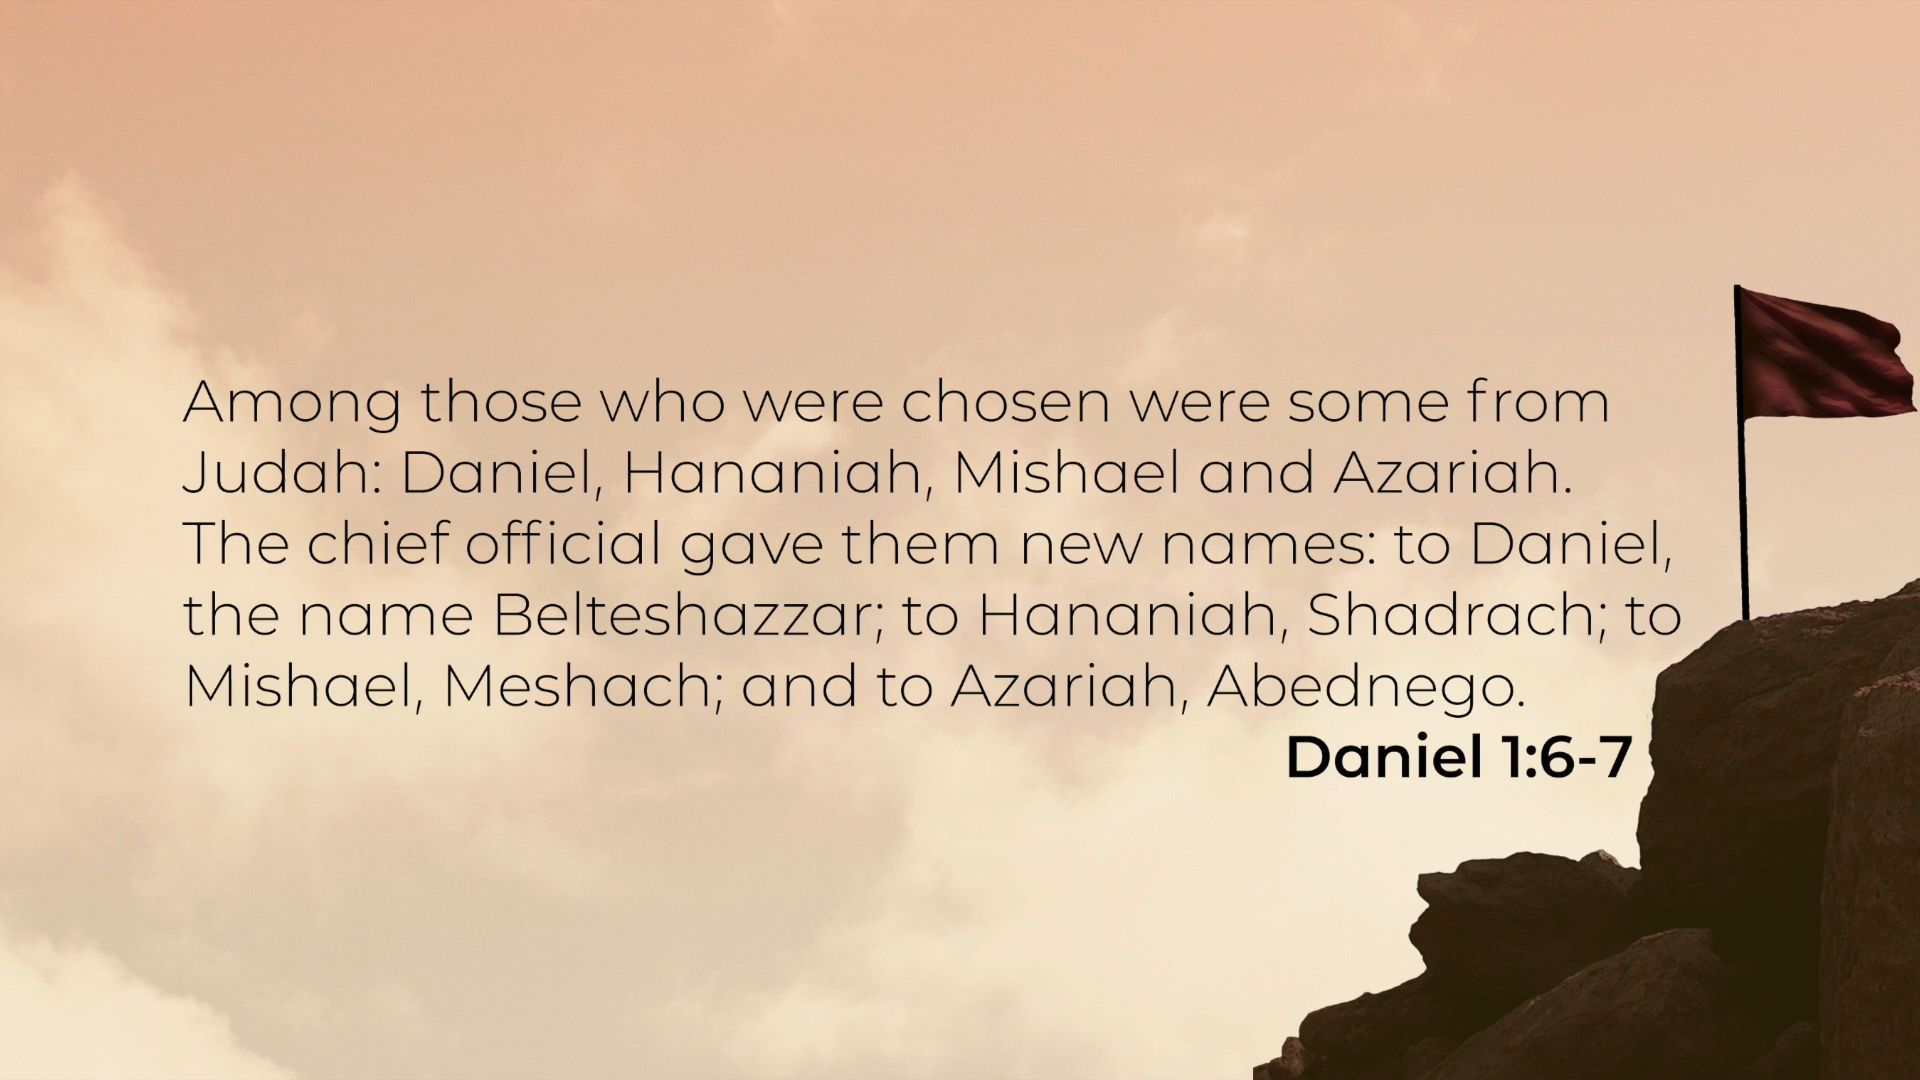 Among those who were chosen were some from
Judah: Daniel, Hananiah, Mishael and Azariah.
The chief official gave them new names: to Daniel,
the name Belteshazzar; to Hananiah, Shadrach; to
Mishael, Meshach; and to Azariah, Abednego.
Daniel 1:6-7